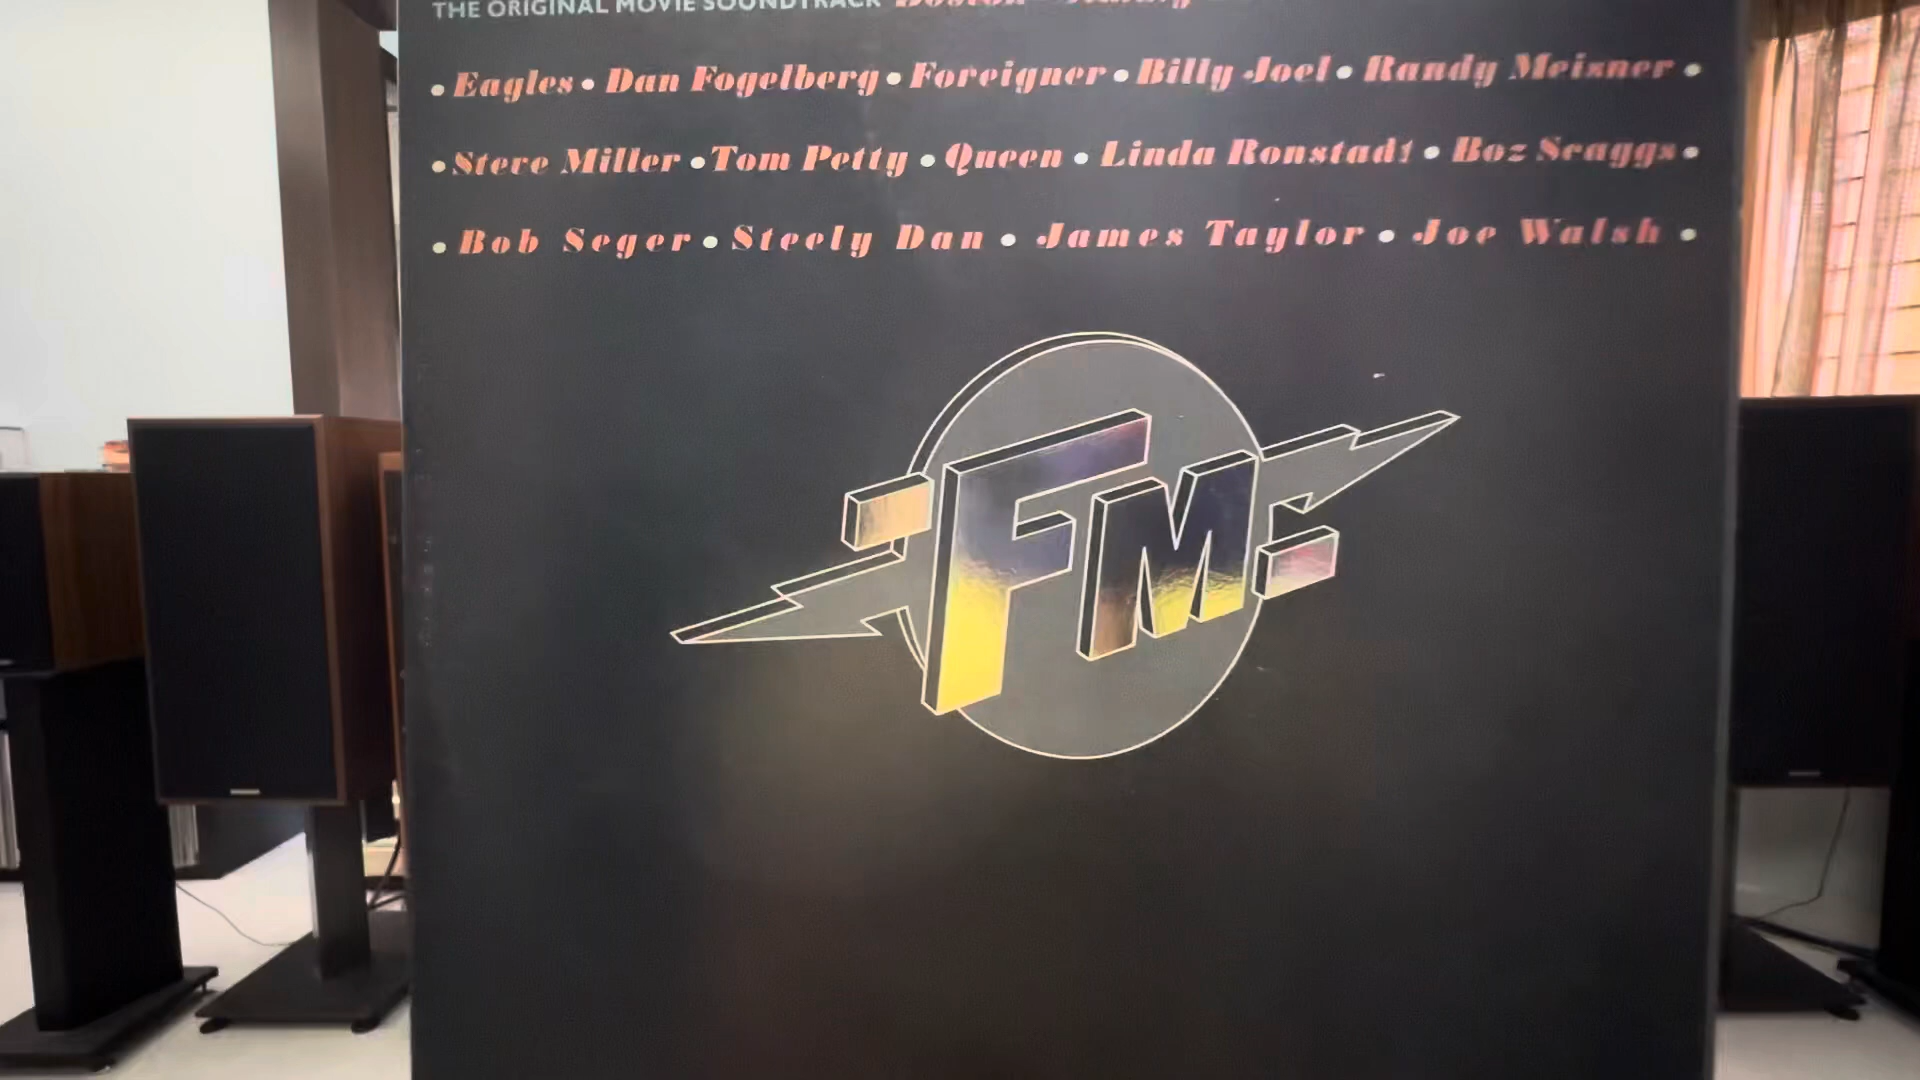 THE ORIGINAL MOVIE SOUNDTRACK Boston
• Eagles • Dan Fogelberg • Foreigner • Billy Joel • Randy Meisner •
• Steve Miller • Tom Petty • Queen • Linda Ronstadt • Boz Scaggs •
• Bob Seger • Steely Dan • James Taylor • Joe Walsh •
FM